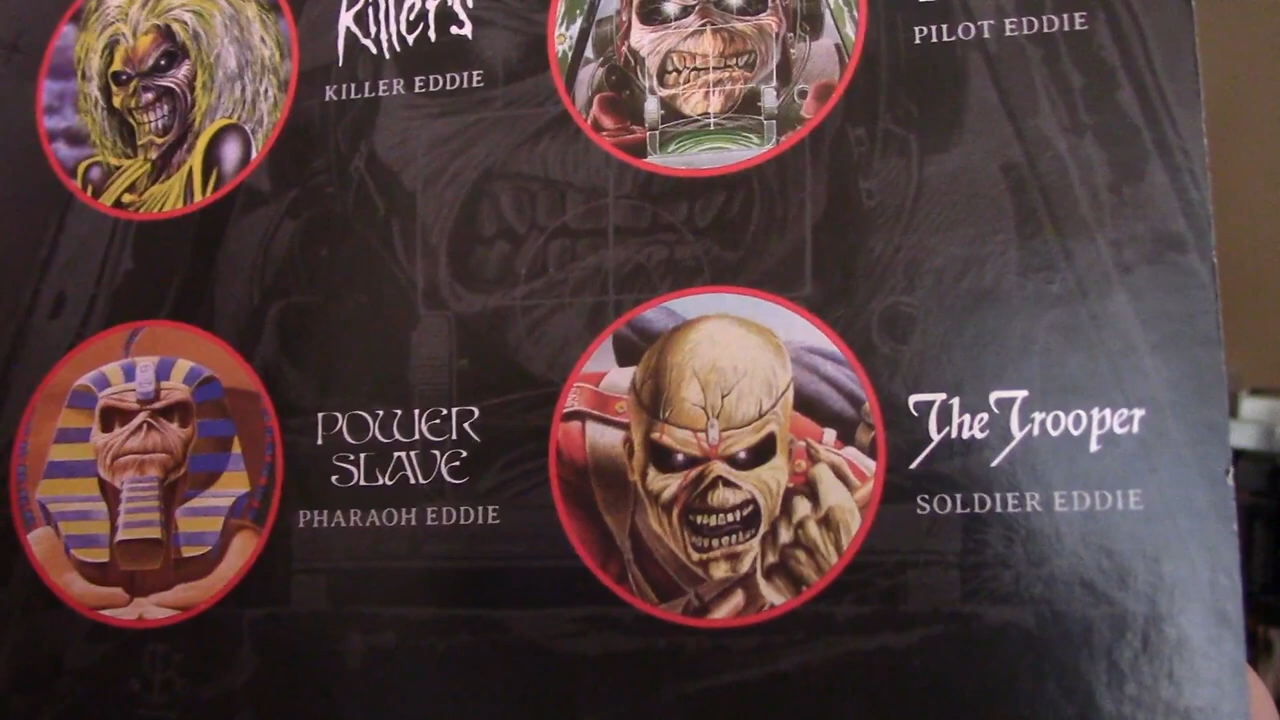 Killers
KILLER EDDIE
PILOT EDDIE
POWER
SLAVE
PHARAOH EDDIE
The Trooper
SOLDIER EDDIE